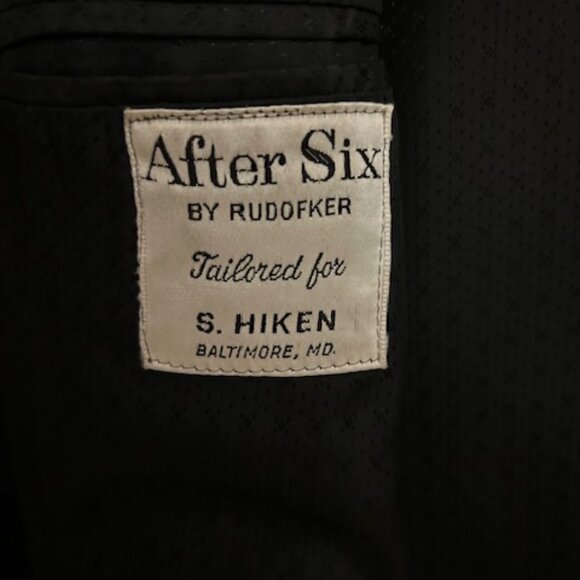 After Six
BY RUDOFKER
Tailored for
S. HIKEN
BALTIMORE, MD.